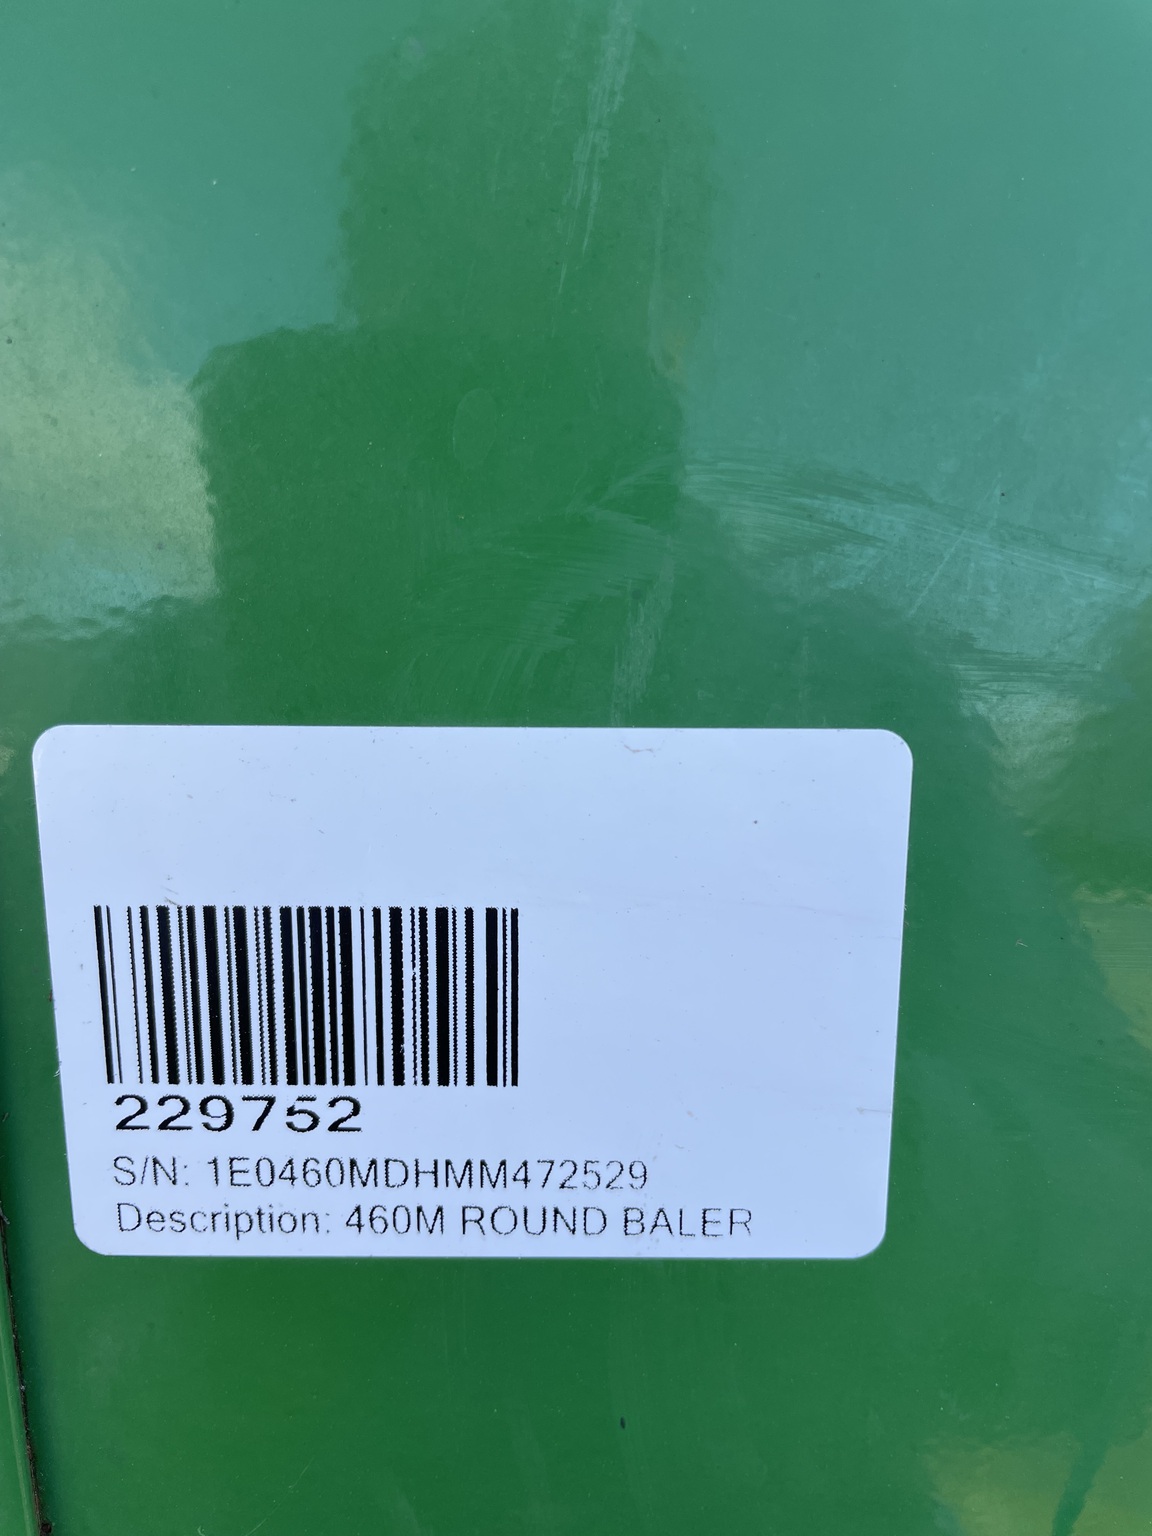 229752
S/N: 1E0460MDHMM472529
Description: 460M ROUND BALER